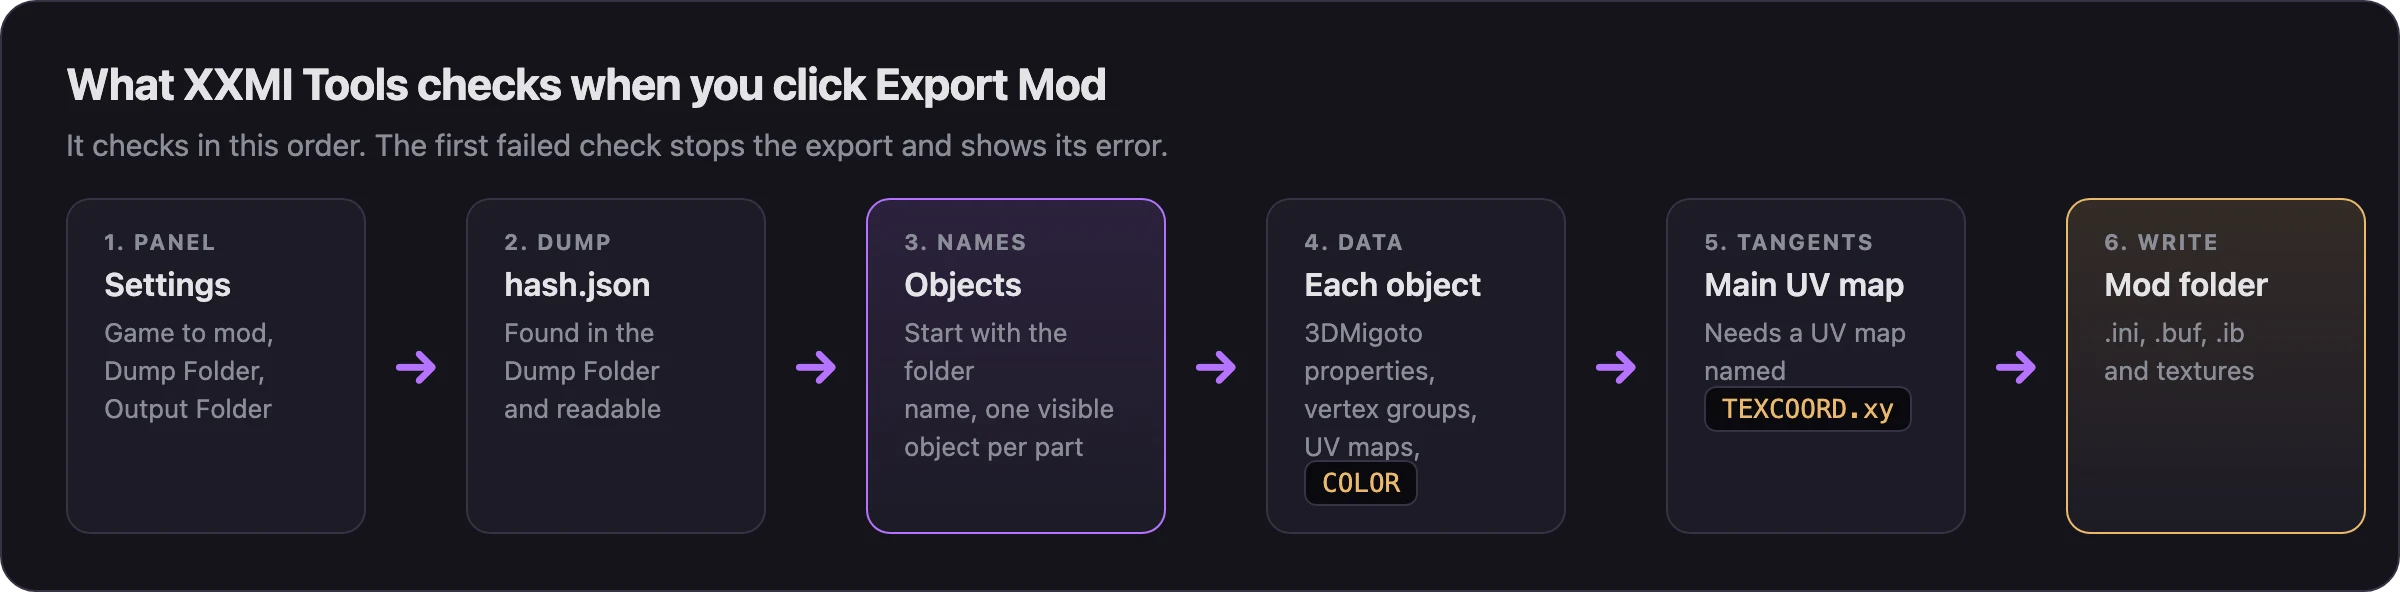 What XXMI Tools checks when you click Export Mod
It checks in this order. The first failed check stops the export and shows its error.
1. PANEL
Settings
Game to mod,
Dump Folder,
Output Folder
2. DUMP
hash.json
Found in the
Dump Folder
and readable
3. NAMES
Objects
Start with the
folder
name, one visible
object per part
4. DATA
Each object
3DMigoto
properties,
vertex groups,
UV maps,
COLOR
5. TANGENTS
Main UV map
Needs a UV map
named
TEXCOORD.xy
6. WRITE
Mod folder
.ini, .buf, .ib
and textures